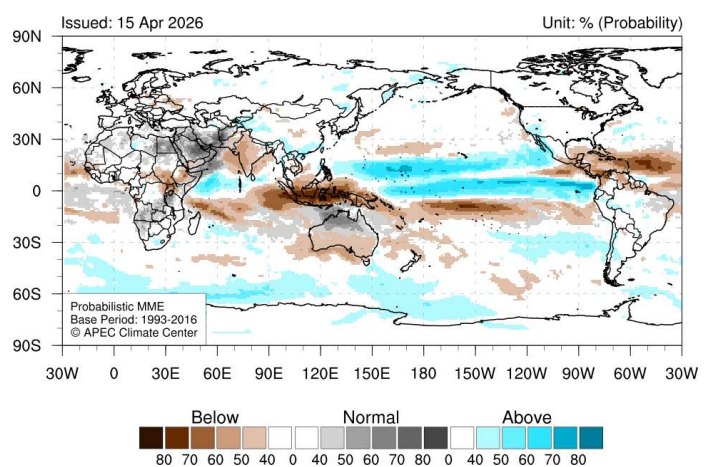 Issued: 15 Apr 2026 Unit: % (Probability)
90N
60N
30N
0
30S
60S
90S
Probabilistic MME
Base Period: 1993-2016
© APEC Climate Center
30W 0 30E 60E 90E 120E 150E 180 150W 120W 90W 60W 30W
Below Normal Above
80 70 60 50 40 0 40 50 60 70 80 0 40 50 60 70 80